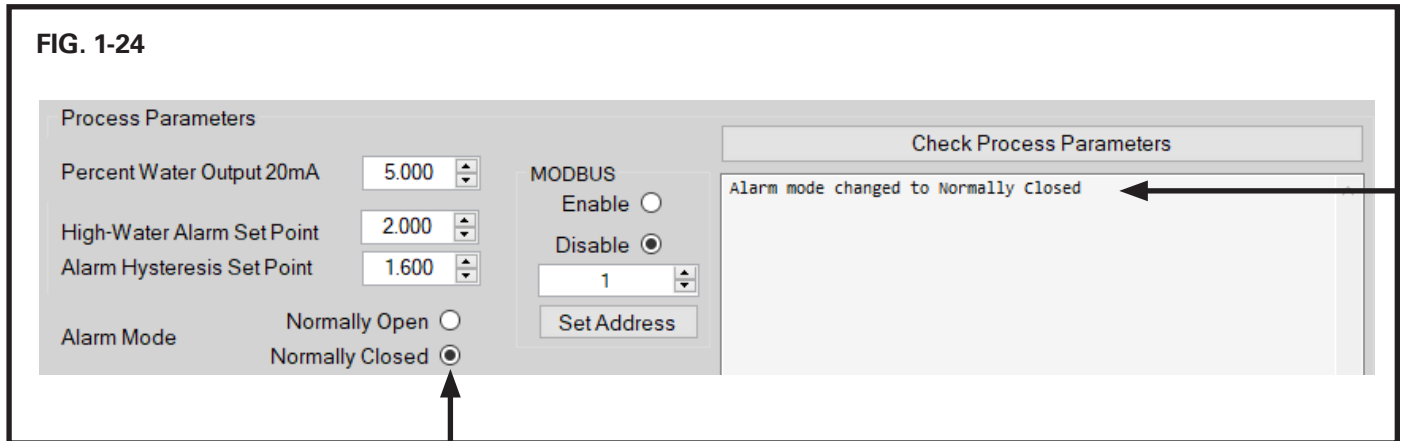 FIG. 1-24
Process Parameters
Percent Water Output 20mA 5.000
High-Water Alarm Set Point 2.000
Alarm Hysteresis Set Point 1.600
Alarm Mode
Normally Open
Normally Closed
MODBUS
Enable
Disable
1
Set Address
Check Process Parameters
Alarm mode changed to Normally Closed